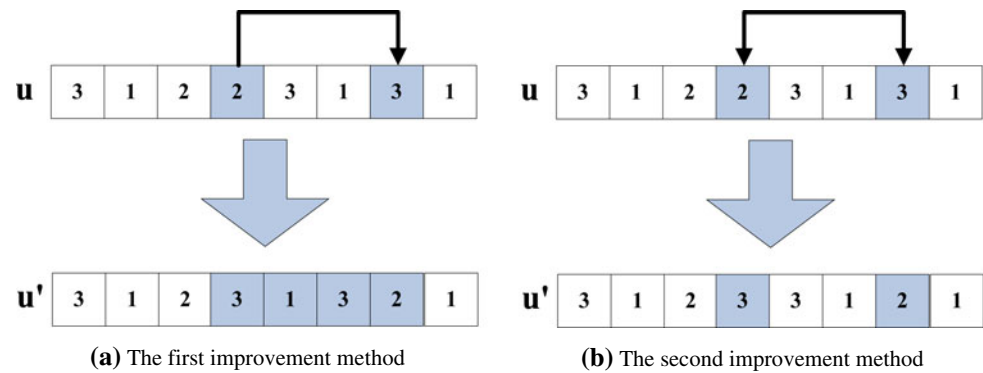 u 3 1 2 2 3 1 3 1
u 3 1 2 2 3 1 3 1
u' 3 1 2 3 1 3 2 1
u' 3 1 2 3 3 1 2 1
(a) The first improvement method
(b) The second improvement method